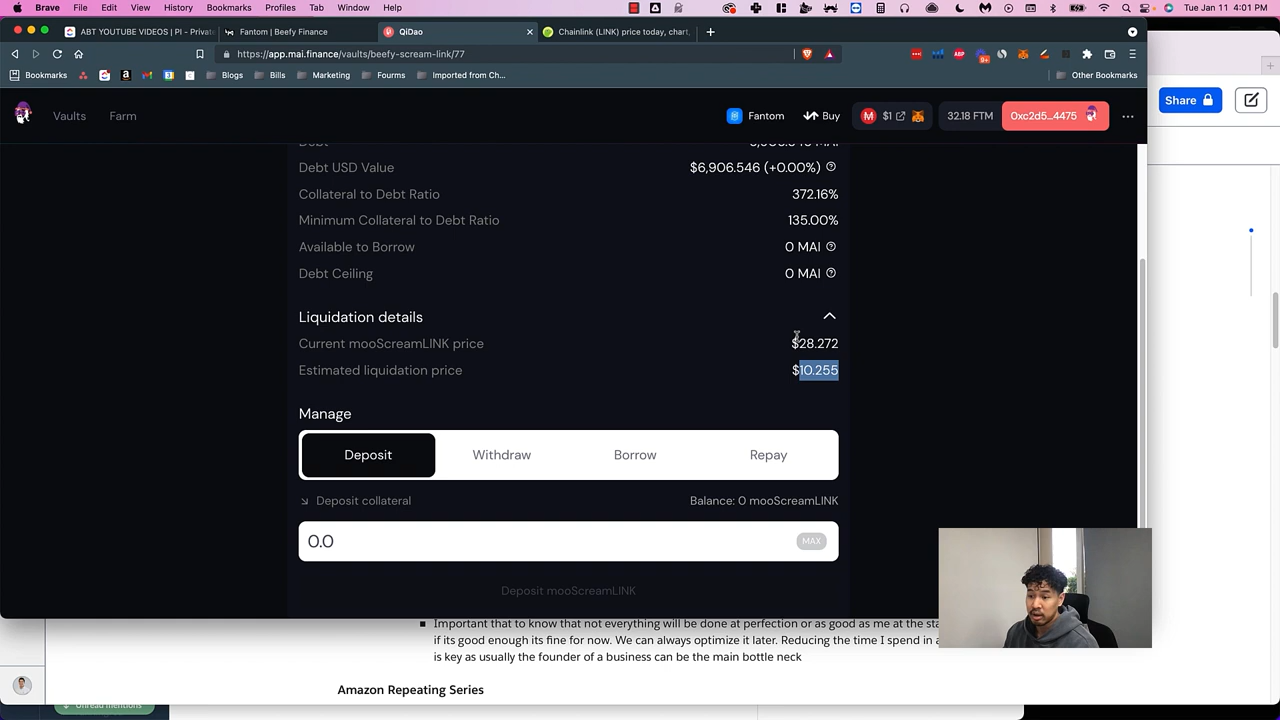 Brave File Edit View History Bookmarks Profiles Tab Window Help
Tue Jan 11 4:01 PM
ABT YOUTUBE VIDEOS | PI - Privat
Fantom | Beefy Finance
QiDao
Chainlink (LINK) price today, chart,
https://app.mai.finance/vaults/beefy-scream-link/77
Bookmarks
Blogs
Bills
Marketing
Fourms
Imported from Ch...
Other Bookmarks
Share
Vaults
Farm
Fantom
Buy
$1
32.18 FTM
0xc2d5...4475
Debt
Debt USD Value
$6,906.546 (+0.00%)
Collateral to Debt Ratio
372.16%
Minimum Collateral to Debt Ratio
135.00%
Available to Borrow
0 MAI
Debt Ceiling
0 MAI
Liquidation details
Current mooScreamLINK price
$28.272
Estimated liquidation price
$10.255
Manage
Deposit
Withdraw
Borrow
Repay
Deposit collateral
Balance: 0 mooScreamLINK
0.0
MAX
Deposit mooScreamLINK
Important that to know that not everything will be done at perfection or as good as me at the sta
if its good enough its fine for now. We can always optimize it later. Reducing the time I spend in a
is key as usually the founder of a business can be the main bottle neck
Amazon Repeating Series
Unread mentions